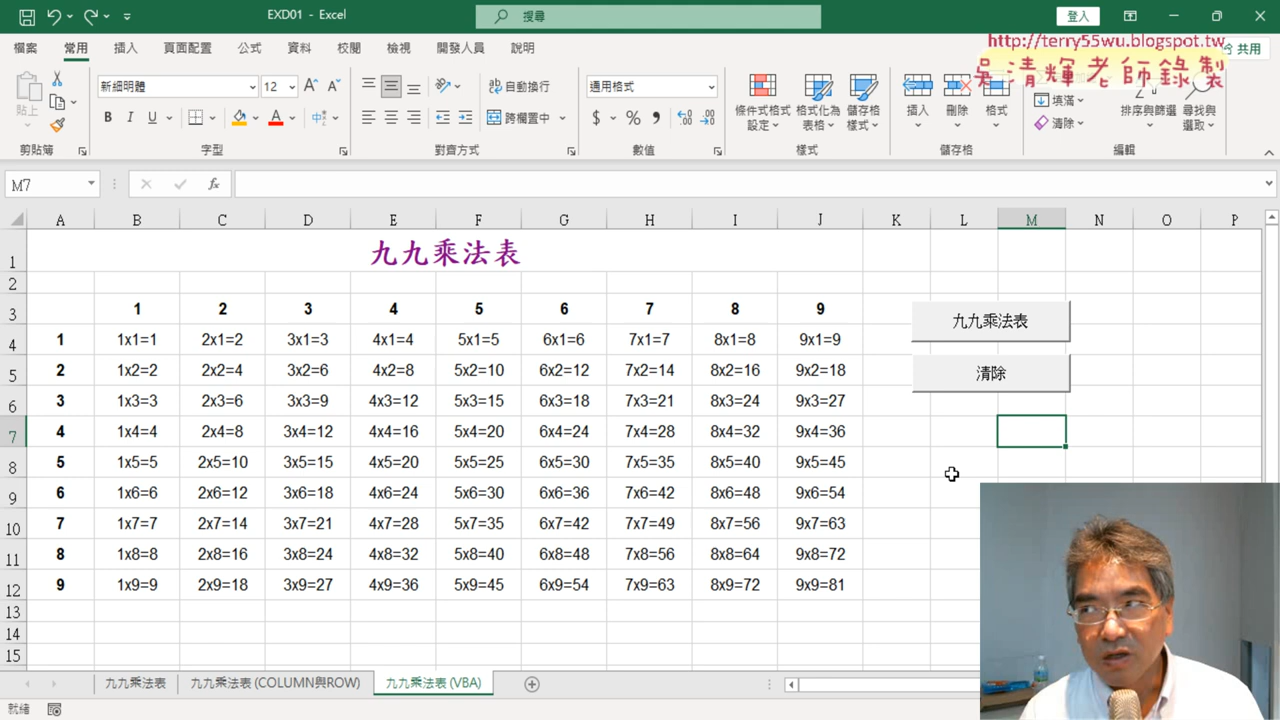 EXD01 - Excel
搜尋
登入
檔案 常用 插入 頁面配置 公式 資料 校閱 檢視 開發人員 說明
共用
http://terry55wu.blogspot.tw
吳清輝老師錄製
貼上
新細明體 12
B I U
自動換行
跨欄置中
通用格式
$ % 9
條件式格式
設定
格式化為
表格
儲存格
樣式
插入 刪除 格式
填滿
清除
排序與篩選
尋找與
選取
剪貼簿 字型 對齊方式 數值 樣式 儲存格 編輯
M7
fx
A B C D E F G H I J K L M N O P
1 九九乘法表
2
3 1 2 3 4 5 6 7 8 9
九九乘法表
4 1 1x1=1 2x1=2 3x1=3 4x1=4 5x1=5 6x1=6 7x1=7 8x1=8 9x1=9
5 2 1x2=2 2x2=4 3x2=6 4x2=8 5x2=10 6x2=12 7x2=14 8x2=16 9x2=18
清除
6 3 1x3=3 2x3=6 3x3=9 4x3=12 5x3=15 6x3=18 7x3=21 8x3=24 9x3=27
7 4 1x4=4 2x4=8 3x4=12 4x4=16 5x4=20 6x4=24 7x4=28 8x4=32 9x4=36
8 5 1x5=5 2x5=10 3x5=15 4x5=20 5x5=25 6x5=30 7x5=35 8x5=40 9x5=45
9 6 1x6=6 2x6=12 3x6=18 4x6=24 5x6=30 6x6=36 7x6=42 8x6=48 9x6=54
10 7 1x7=7 2x7=14 3x7=21 4x7=28 5x7=35 6x7=42 7x7=49 8x7=56 9x7=63
11 8 1x8=8 2x8=16 3x8=24 4x8=32 5x8=40 6x8=48 7x8=56 8x8=64 9x8=72
12 9 1x9=9 2x9=18 3x9=27 4x9=36 5x9=45 6x9=54 7x9=63 8x9=72 9x9=81
13
14
15
九九乘法表 九九乘法表 (COLUMN與ROW) 九九乘法表 (VBA)
就緒